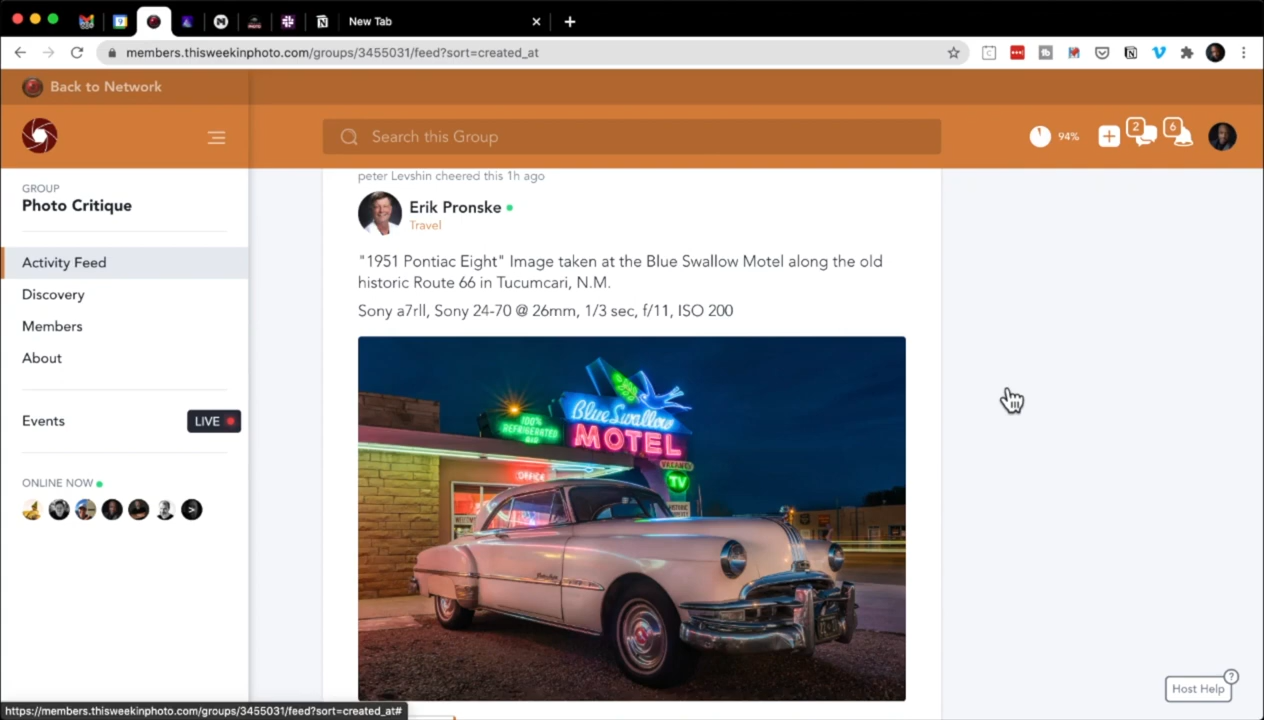 New Tab
members.thisweekinphoto.com/groups/3455031/feed?sort=created_at
Back to Network
Search this Group
94%
2
6
GROUP
Photo Critique
Activity Feed
Discovery
Members
About
Events
LIVE
ONLINE NOW
peter Levshin cheered this 1h ago
Erik Pronske
Travel
"1951 Pontiac Eight" Image taken at the Blue Swallow Motel along the old
historic Route 66 in Tucumcari, N.M.
Sony a7rll, Sony 24-70 @ 26mm, 1/3 sec, f/11, ISO 200
Blue Swallow
MOTEL
100%
REFRIGERATED
AIR
VACANCY
OFFICE
TV
Host Help
?
https://members.thisweekinphoto.com/groups/3455031/feed?sort=created_at#